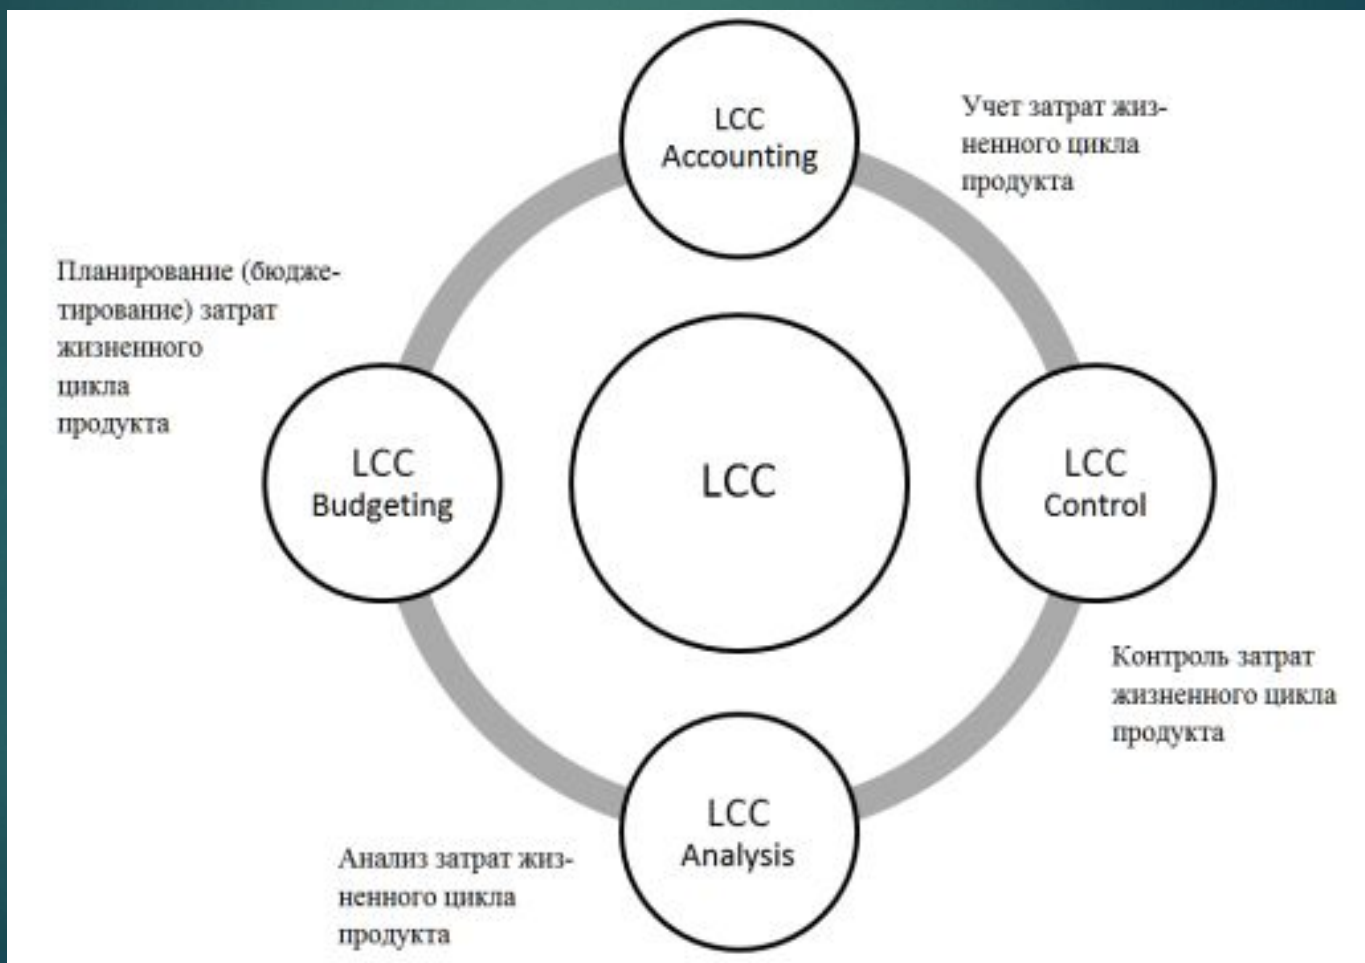 LCC
Accounting
Учет затрат жиз-
ненного цикла
продукта
Планирование (бюдже-
тирование) затрат
жизненного
цикла
продукта
LCC
Budgeting
LCC
LCC
Control
Контроль затрат
жизненного цикла
продукта
LCC
Analysis
Анализ затрат жиз-
ненного цикла
продукта